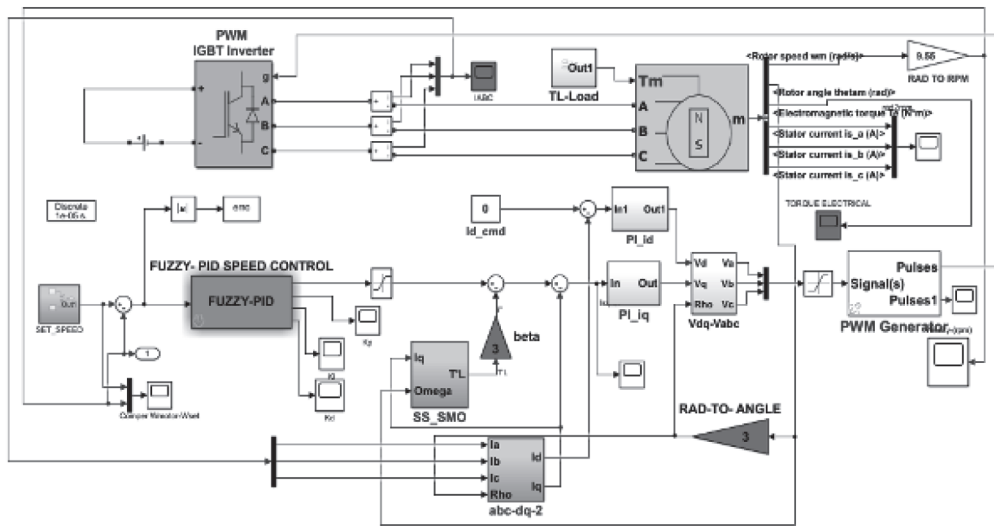 PWM
IGBT Inverter
g
+
A
B
-
C
IABC
Out1
TL-Load
Tm
A
B
C
N
S
m
<Rotor speed wm (rad/s)>
<Rotor angle thetam (rad)>
<Electromagnetic torque Te (N*m)>
<Stator current is_a (A)>
<Stator current is_b (A)>
<Stator current is_c (A)>
9.55
RAD TO RPM
TORQUE ELECTRICAL
Discrete
1e-05 s.
|u|
0
Id_cmd
In1 Out1
PI_id
FUZZY- PID SPEED CONTROL
FUZZY-PID
Out
SET_SPEED
1
Kp
Ki
Kd
3
beta
Iq
T'L
Omega
SS_SMO
TL
In Out
PI_iq
Vd Va
Vq Vb
Rho Vc
Vdq-Vabc
Pulses
Signal(s)
Pulses1
PWM Generator
RAD-TO- ANGLE
3
Ia
Ib
Ic
Rho
Id
Iq
abc-dq-2